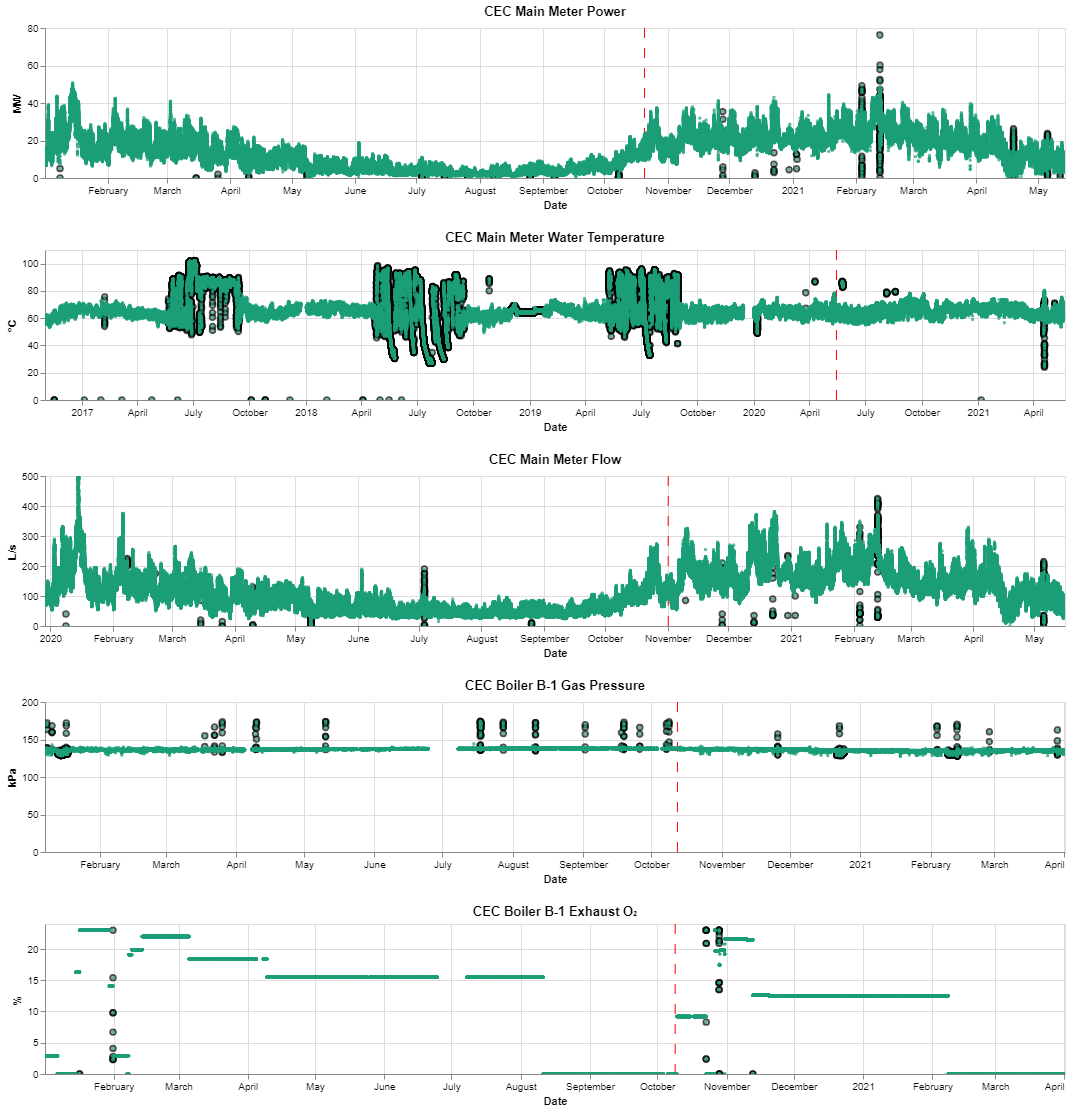 CEC Main Meter Power
80
60
40
20
0
MW
February March April May June July August September October November December 2021 February March April May
Date
CEC Main Meter Water Temperature
100
80
60
40
20
0
°C
2017 April July October 2018 April July October 2019 April July October 2020 April July October 2021 April
Date
CEC Main Meter Flow
500
400
300
200
100
0
L/s
2020 February March April May June July August September October November December 2021 February March April May
Date
CEC Boiler B-1 Gas Pressure
200
150
100
50
0
kPa
February March April May June July August September October November December 2021 February March April
Date
CEC Boiler B-1 Exhaust O₂
20
15
10
5
0
%
February March April May June July August September October November December 2021 February March April
Date